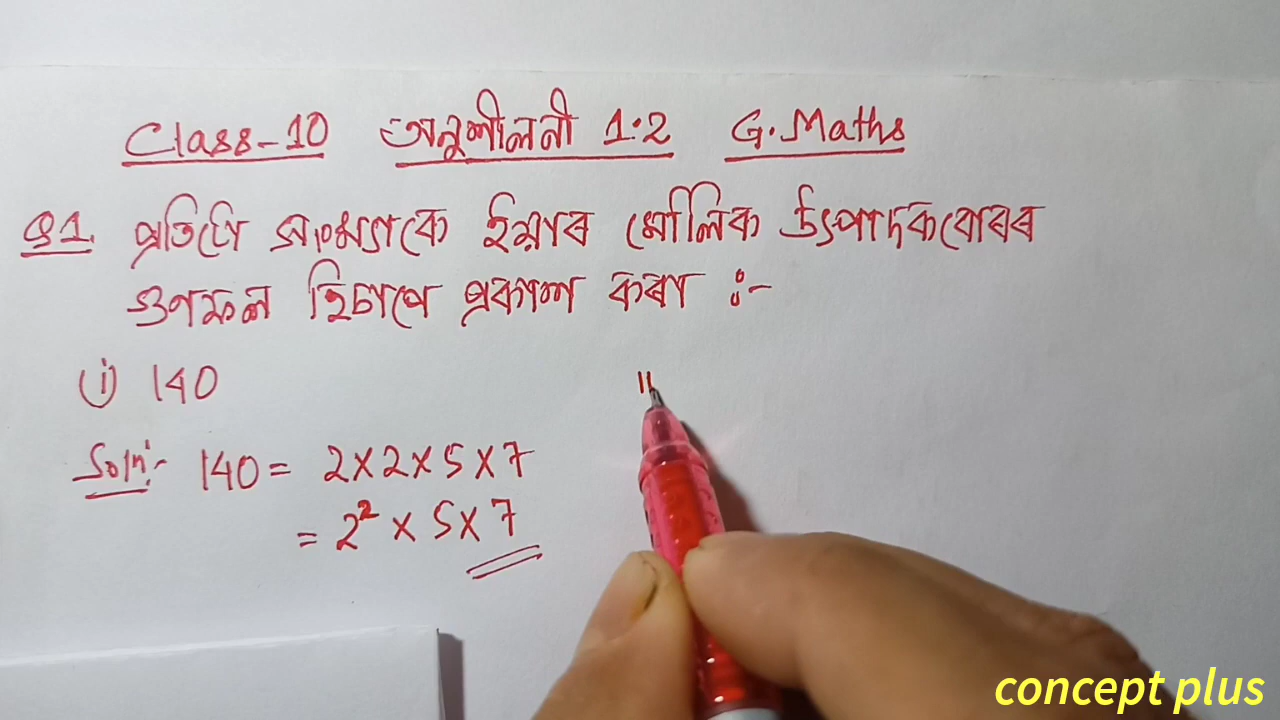 Class-10 অনুশীলনী 1.2 G.Maths
Q1. প্ৰতিটো সংখ্যাকে ইয়াৰ মৌলিক উৎপাদকবোৰৰ
গুণফল হিচাপে প্ৰকাশ কৰা :-
(i) 140
Soln:- 140 = 2×2×5×7
= 2² × 5×7
concept plus